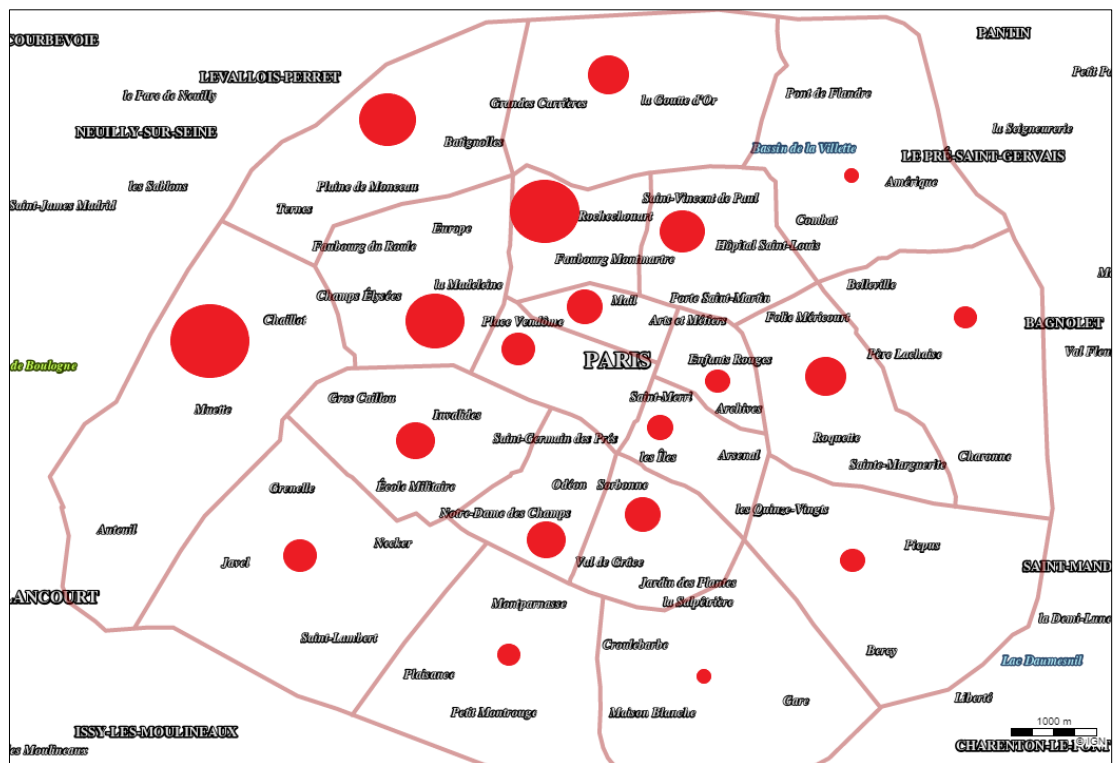 COURBEVOIE
PANTIN
LEVALLOIS-PERRET
le Parc de Neuilly
Grandes Carrières
la Goutte d'Or
Pont de Flandre
NEUILLY-SUR-SEINE
la Seigneurerie
Batignolles
Bassin de la Villette
LE PRÉ-SAINT-GERVAIS
les Sablons
Plaine de Monceau
Amérique
Saint-James Madrid
Ternes
Saint-Vincent de Paul
Rochechouart
Combat
Europe
Faubourg du Roule
Hôpital Saint-Louis
Faubourg Montmartre
la Madeleine
Belleville
Champs Élysées
Porte Saint-Martin
Mail
Chaillot
Place Vendôme
Arts et Métiers
Folie Méricourt
BAGNOLET
PARIS
Enfants Rouges
Père Lachaise
de Boulogne
Gros Caillou
Saint-Merri
Muette
Invalides
Archives
Saint-Germain des Prés
Roquette
les Îles
Arsenal
Charonne
Sainte-Marguerite
Grenelle
École Militaire
Odéon
Sorbonne
Notre-Dame des Champs
les Quinze-Vingts
Auteuil
Necker
Picpus
Javel
Val de Grâce
SAINT-MAND
Jardin des Plantes
ANCOURT
Montparnasse
la Salpêtrière
la Demi-Lune
Saint-Lambert
Croulebarbe
Bercy
Lac Daumesnil
Plaisance
Gare
Liberté
Petit Montrouge
Maison Blanche
1000 m
ISSY-LES-MOULINEAUX
© IGN
CHARENTON-LE-PONT
les Moulineaux